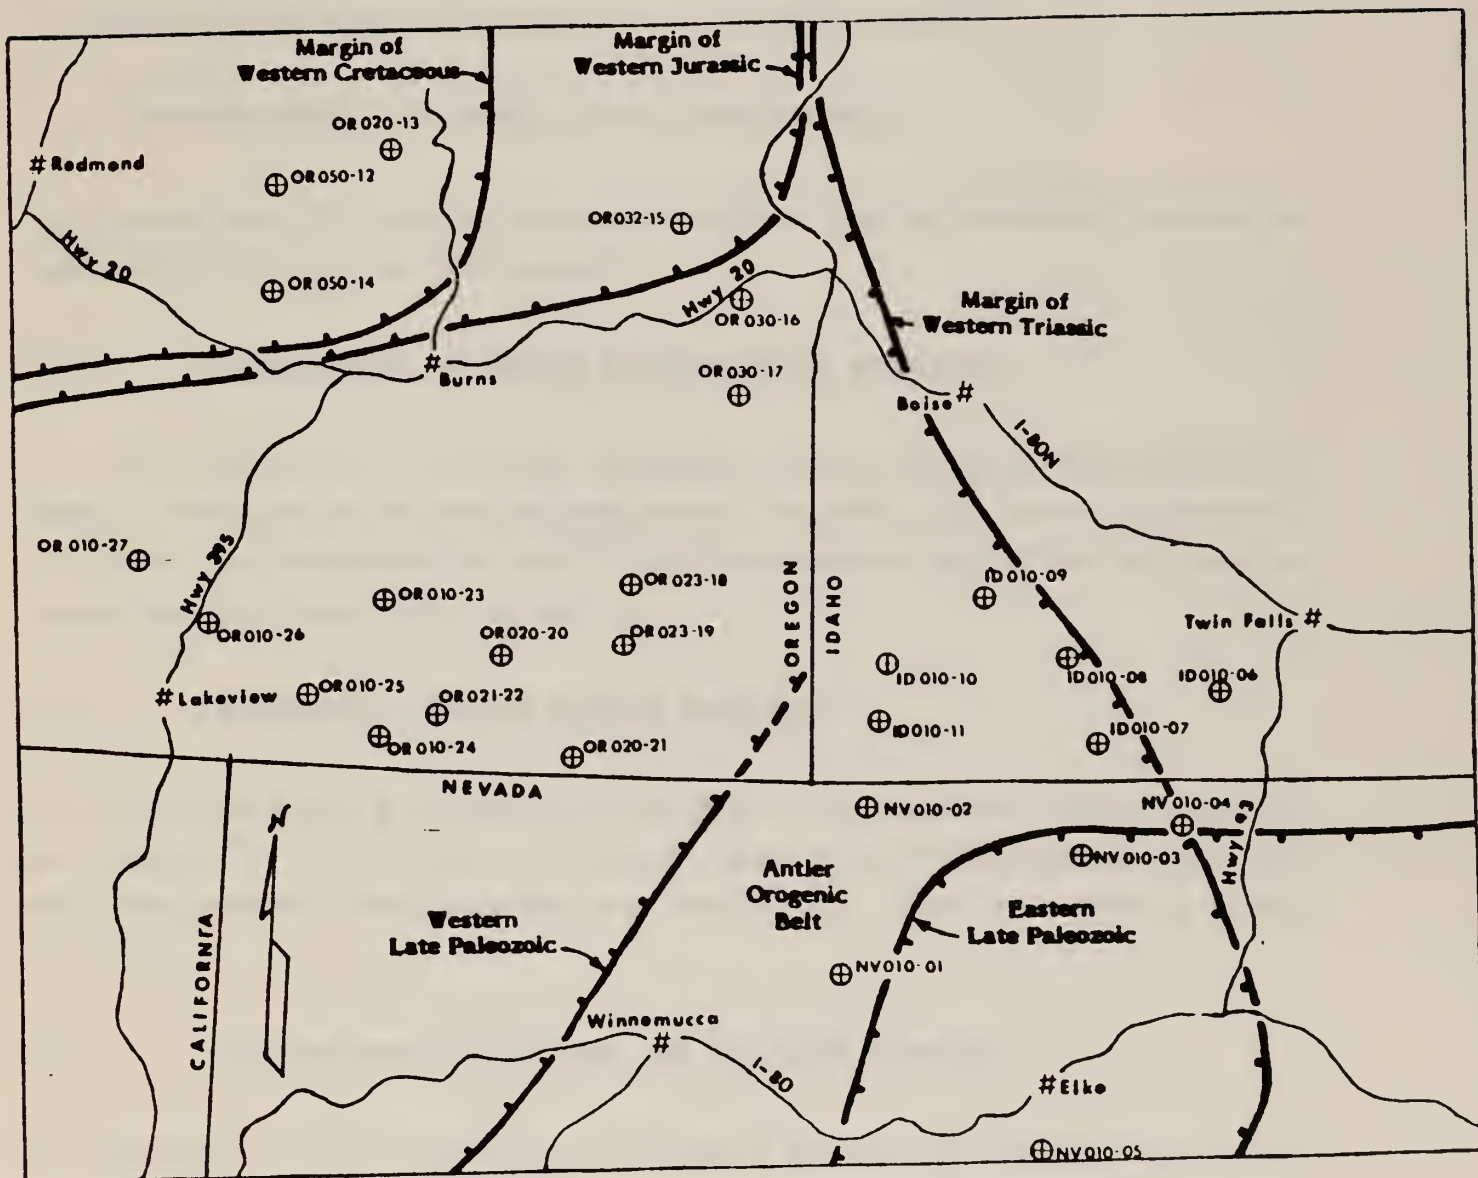 Margin of
Western Cretaceous
Margin of
Western Jurassic
OR 020-13
# Redmond
OR 050-12
OR 032-15
Hwy 20
OR 050-14
Hwy 20
OR 030-16
Margin of
Western Triassic
# Burns
OR 030-17
Boise #
I-80N
OR 010-27
Hwy 395
OR 010-23
OR 023-18
OREGON
IDAHO
ID 010-09
OR 010-26
OR 020-20
OR 023-19
Twin Falls #
# Lakeview
OR 010-25
OR 021-22
ID 010-10
ID 010-08
ID 010-06
OR 010-24
OR 020-21
ID 010-11
ID 010-07
NEVADA
N
NV 010-02
NV 010-04
NV 010-03
Hwy 93
Antler
Orogenic
Belt
CALIFORNIA
Western
Late Paleozoic
Eastern
Late Paleozoic
NV 010-01
Winnemucca
#
I-80
# Elko
NV 010-05